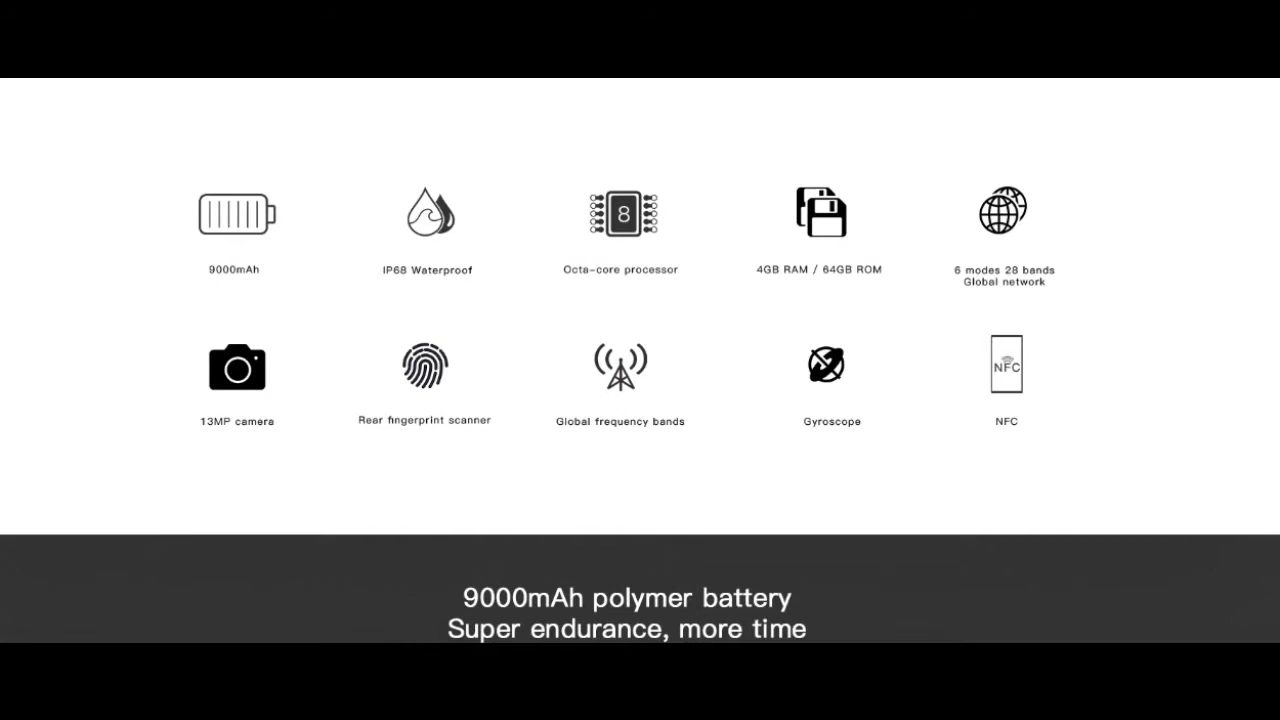 8
9000mAh
IP68 Waterproof
Octa-core processor
4GB RAM / 64GB ROM
6 modes 28 bands
Global network
NFC
13MP camera
Rear fingerprint scanner
Global frequency bands
Gyroscope
NFC
9000mAh polymer battery
Super endurance, more time